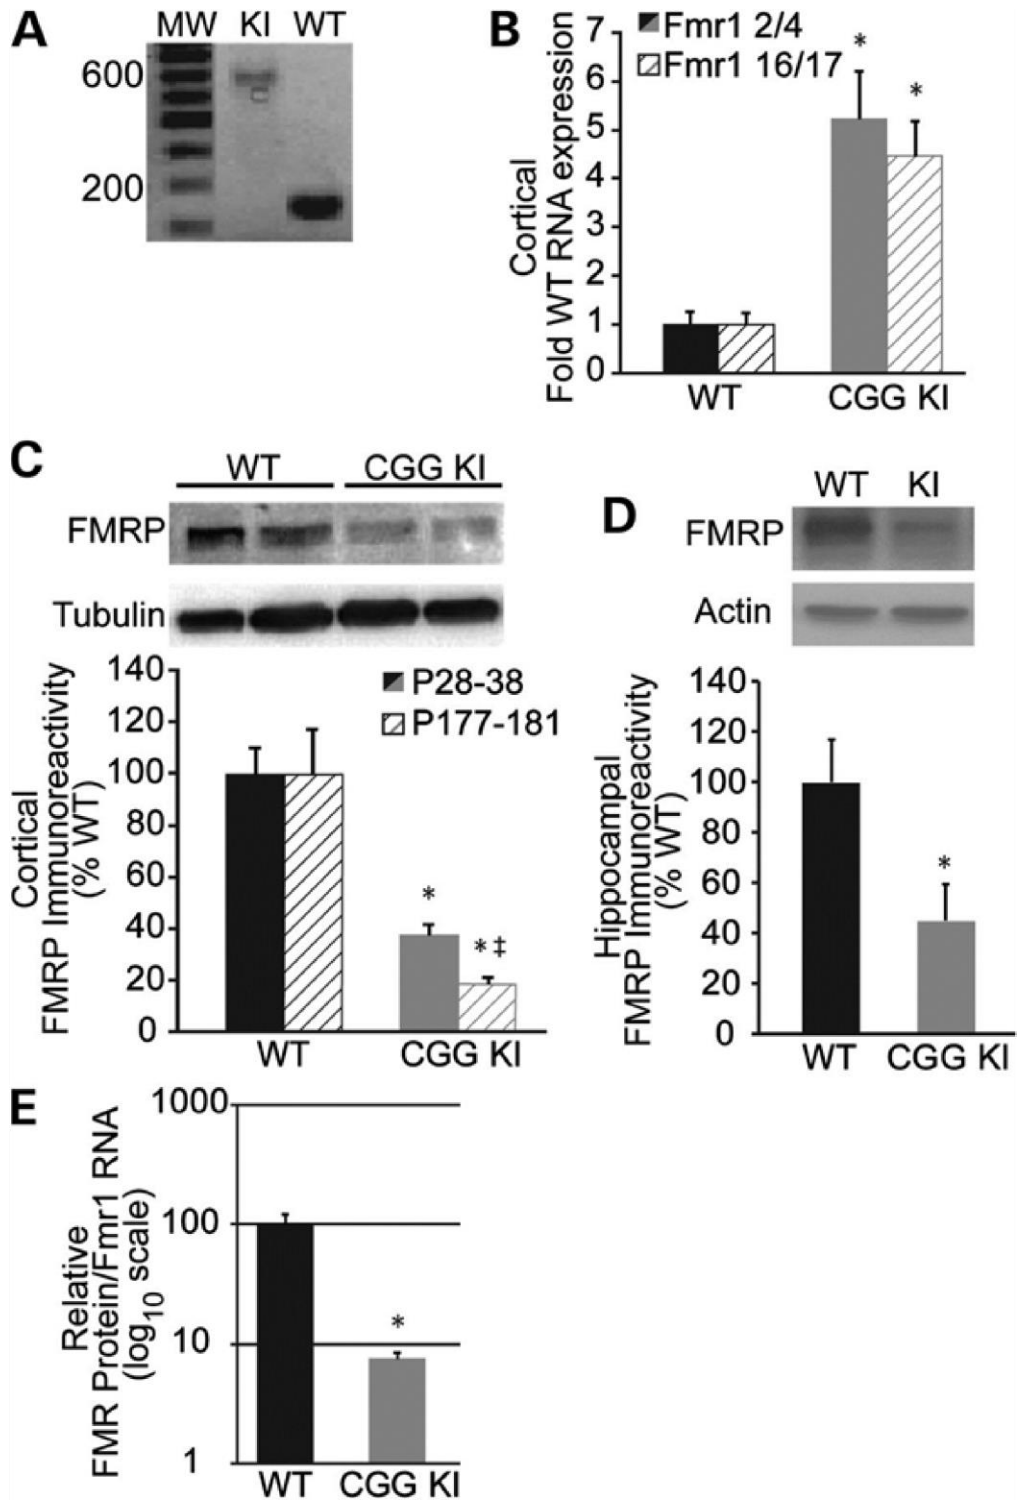 A
MW KI WT
600
200
B
Fmr1 2/4
Fmr1 16/17
Cortical
Fold WT RNA expression
7
6
5
4
3
2
1
0
*
*
WT
CGG KI
C
WT
CGG KI
FMRP
Tubulin
Cortical
FMRP Immunoreactivity
(% WT)
140
120
100
80
60
40
20
0
P28-38
P177-181
*
*‡
WT
CGG KI
D
WT KI
FMRP
Actin
Hippocampal
FMRP Immunoreactivity
(% WT)
140
120
100
80
60
40
20
0
*
WT
CGG KI
E
Relative
FMR Protein/Fmr1 RNA
(log10 scale)
1000
100
10
1
*
WT
CGG KI